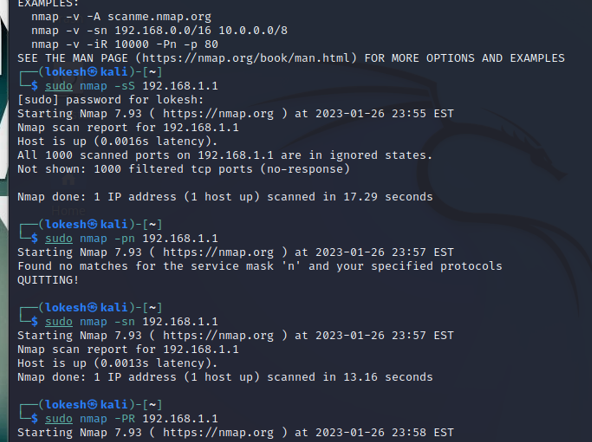 EXAMPLES:
nmap -v -A scanme.nmap.org
nmap -v -sn 192.168.0.0/16 10.0.0.0/8
nmap -v -iR 10000 -Pn -p 80
SEE THE MAN PAGE (https://nmap.org/book/man.html) FOR MORE OPTIONS AND EXAMPLES
┌──(lokesh㉿kali)-[~]
└─$ sudo nmap -sS 192.168.1.1
[sudo] password for lokesh:
Starting Nmap 7.93 ( https://nmap.org ) at 2023-01-26 23:55 EST
Nmap scan report for 192.168.1.1
Host is up (0.0016s latency).
All 1000 scanned ports on 192.168.1.1 are in ignored states.
Not shown: 1000 filtered tcp ports (no-response)
Nmap done: 1 IP address (1 host up) scanned in 17.29 seconds
┌──(lokesh㉿kali)-[~]
└─$ sudo nmap -pn 192.168.1.1
Starting Nmap 7.93 ( https://nmap.org ) at 2023-01-26 23:57 EST
Found no matches for the service mask 'n' and your specified protocols
QUITTING!
┌──(lokesh㉿kali)-[~]
└─$ sudo nmap -sn 192.168.1.1
Starting Nmap 7.93 ( https://nmap.org ) at 2023-01-26 23:57 EST
Nmap scan report for 192.168.1.1
Host is up (0.0013s latency).
Nmap done: 1 IP address (1 host up) scanned in 13.16 seconds
┌──(lokesh㉿kali)-[~]
└─$ sudo nmap -PR 192.168.1.1
Starting Nmap 7.93 ( https://nmap.org ) at 2023-01-26 23:58 EST